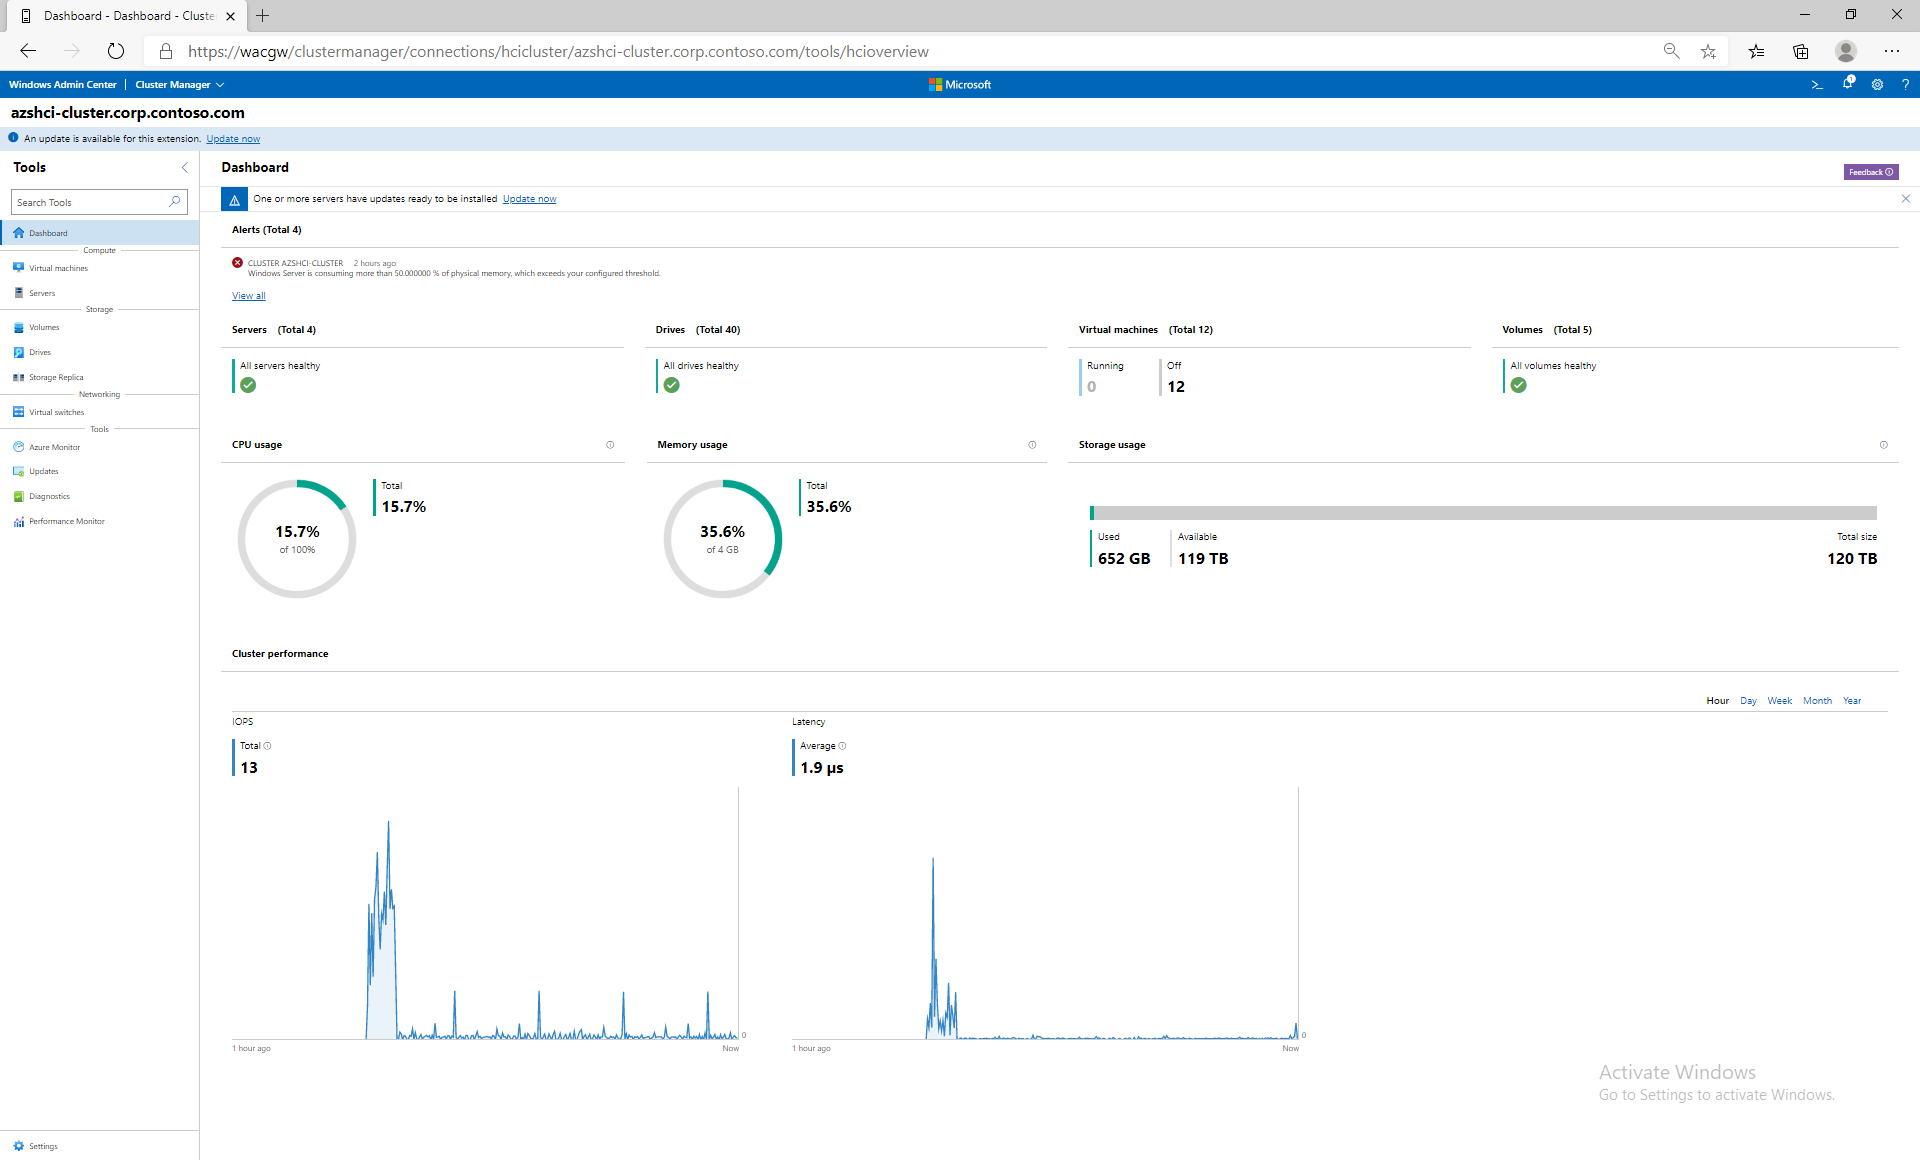 Dashboard - Dashboard - Cluste
https://wacgw/clustermanager/connections/hcicluster/azshci-cluster.corp.contoso.com/tools/hcioverview
Windows Admin Center | Cluster Manager
Microsoft
1
?
azshci-cluster.corp.contoso.com
An update is available for this extension. Update now
Tools
Search Tools
Dashboard
Compute
Virtual machines
Servers
Storage
Volumes
Drives
Storage Replica
Networking
Virtual switches
Tools
Azure Monitor
Updates
Diagnostics
Performance Monitor
Settings
Dashboard
Feedback
One or more servers have updates ready to be installed Update now
Alerts (Total 4)
CLUSTER AZSHCI-CLUSTER 2 hours ago
Windows Server is consuming more than 50.000000 % of physical memory, which exceeds your configured threshold.
View all
Servers (Total 4)
All servers healthy
Drives (Total 40)
All drives healthy
Virtual machines (Total 12)
Running
0
Off
12
Volumes (Total 5)
All volumes healthy
CPU usage
15.7%
of 100%
Total
15.7%
Memory usage
35.6%
of 4 GB
Total
35.6%
Storage usage
Used
652 GB
Available
119 TB
Total size
120 TB
Cluster performance
Hour Day Week Month Year
IOPS
Total
13
0
1 hour ago
Now
Latency
Average
1.9 μs
0
1 hour ago
Now
Activate Windows
Go to Settings to activate Windows.